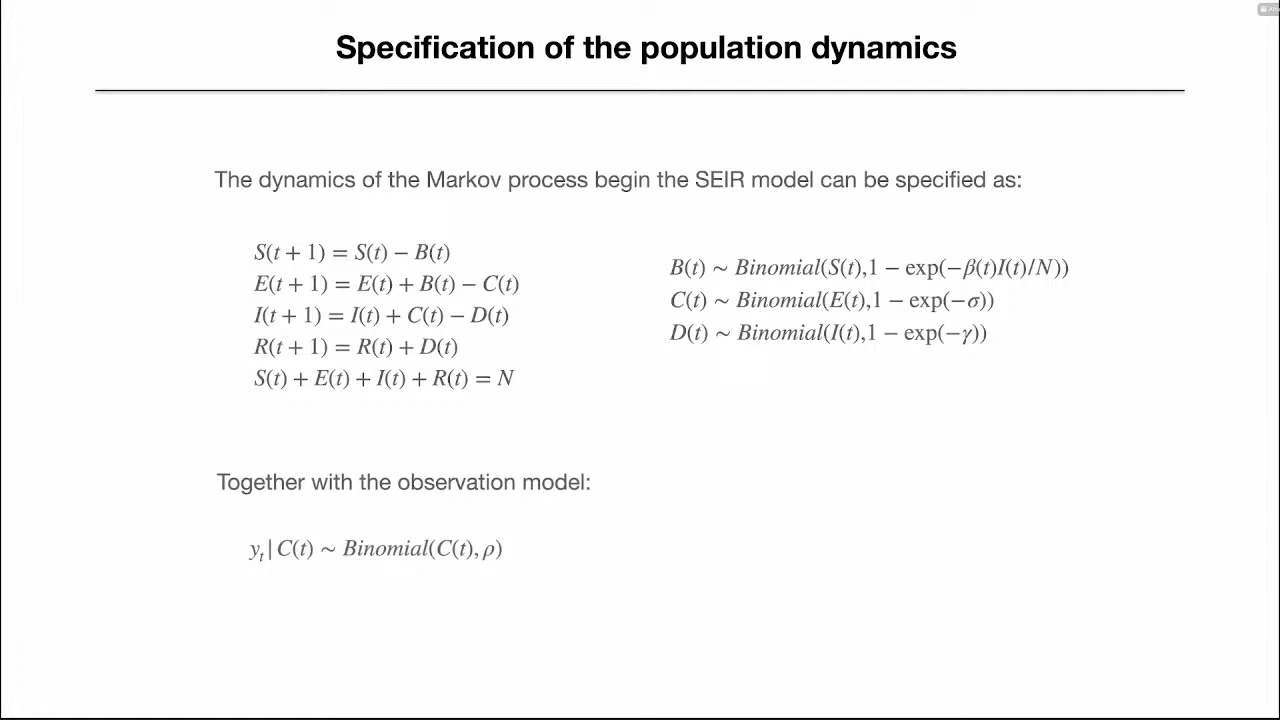 Specification of the population dynamics
The dynamics of the Markov process begin the SEIR model can be specified as:
S(t + 1) = S(t) − B(t)
E(t + 1) = E(t) + B(t) − C(t)
I(t + 1) = I(t) + C(t) − D(t)
R(t + 1) = R(t) + D(t)
S(t) + E(t) + I(t) + R(t) = N
B(t) ∼ Binomial(S(t),1 − exp(−β(t)I(t)/N))
C(t) ∼ Binomial(E(t),1 − exp(−σ))
D(t) ∼ Binomial(I(t),1 − exp(−γ))
Together with the observation model:
yₜ | C(t) ∼ Binomial(C(t), ρ)